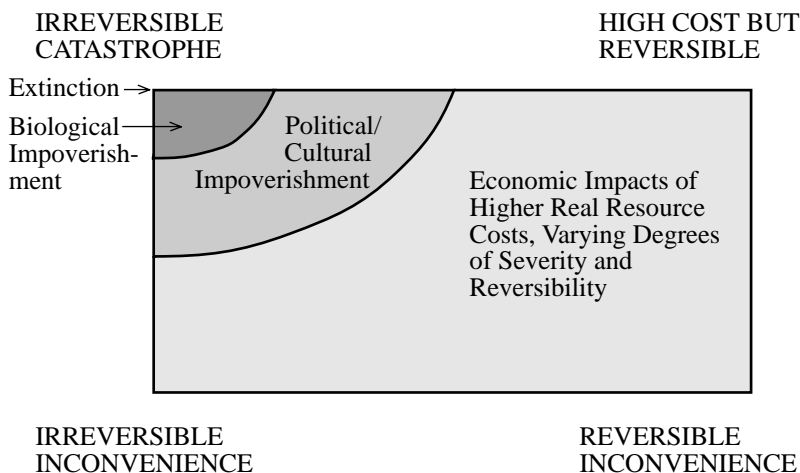 IRREVERSIBLE
CATASTROPHE
HIGH COST BUT
REVERSIBLE
Extinction
Biological
Impoverish-
ment
Political/
Cultural
Impoverishment
Economic Impacts of
Higher Real Resource
Costs, Varying Degrees
of Severity and
Reversibility
IRREVERSIBLE
INCONVENIENCE
REVERSIBLE
INCONVENIENCE